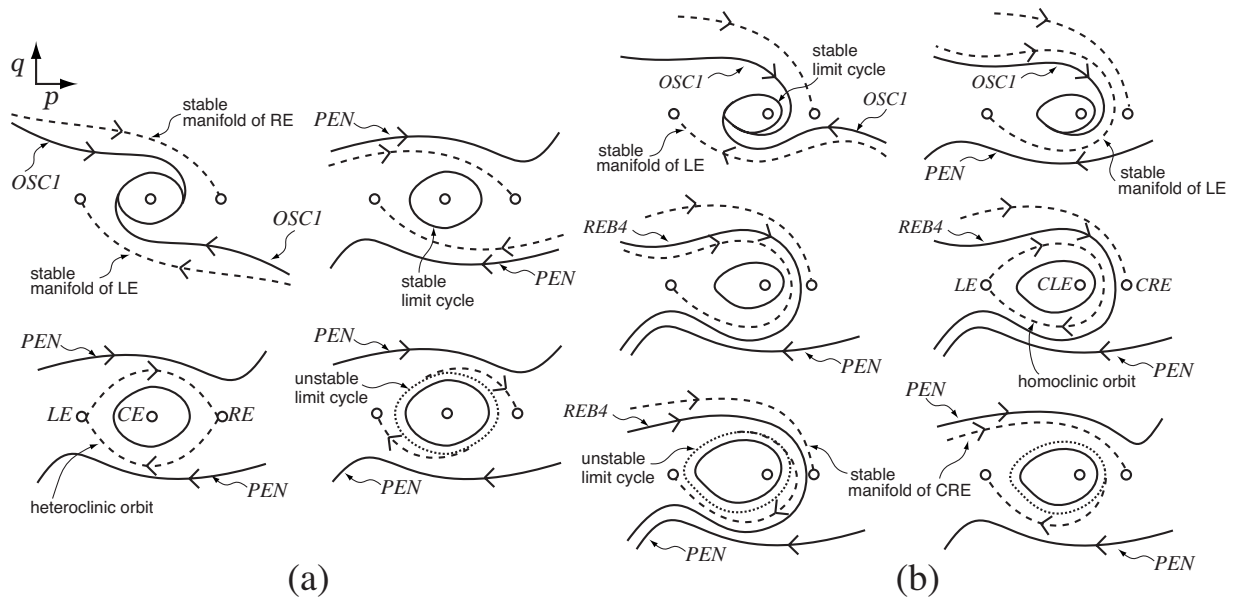 q
p
stable
manifold of RE
OSC1
OSC1
stable
manifold of LE
PEN
stable
limit cycle
PEN
PEN
LE
CE
RE
heteroclinic orbit
PEN
PEN
unstable
limit cycle
PEN
(a)
stable
limit cycle
OSC1
OSC1
stable
manifold of LE
OSC1
PEN
stable
manifold of LE
REB4
PEN
REB4
LE
CLE
CRE
homoclinic orbit
PEN
REB4
unstable
limit cycle
stable
manifold of CRE
PEN
PEN
PEN
(b)